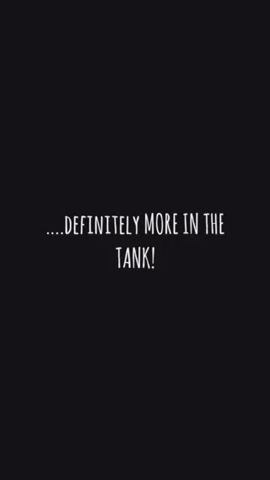 ....DEFINITELY MORE IN THE
TANK!